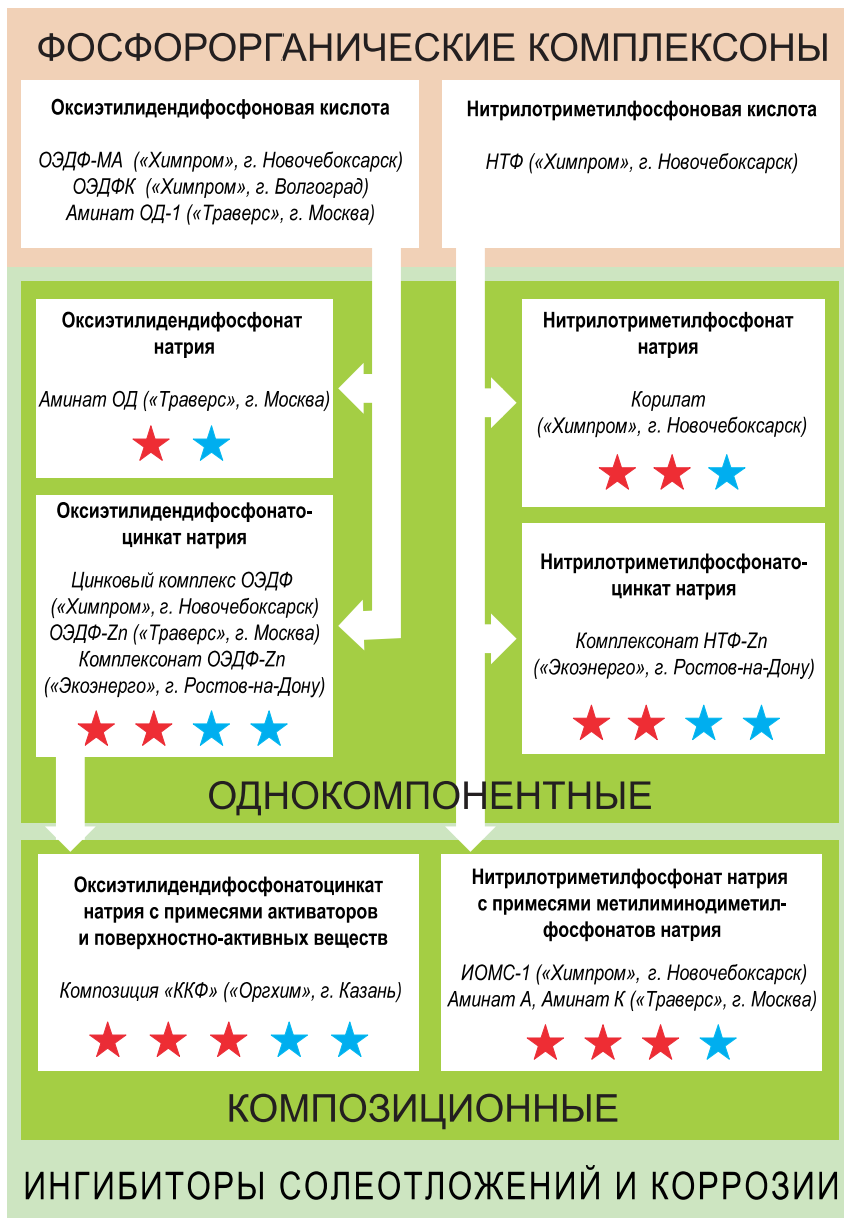 ФОСФОРОРГАНИЧЕСКИЕ КОМПЛЕКСОНЫ
Оксиэтилидендифосфоновая кислота
ОЭДФ-МА («Химпром», г. Новочебоксарск)
ОЭДФК («Химпром», г. Волгоград)
Аминат ОД-1 («Траверс», г. Москва)
Нитрилотриметилфосфоновая кислота
НТФ («Химпром», г. Новочебоксарск)
Оксиэтилидендифосфонат
натрия
Аминат ОД («Траверс», г. Москва)
Нитрилотриметилфосфонат
натрия
Корилат
(«Химпром», г. Новочебоксарск)
Оксиэтилидендифосфонато-
цинкат натрия
Цинковый комплекс ОЭДФ
(«Химпром», г. Новочебоксарск)
ОЭДФ-Zn («Траверс», г. Москва)
Комплексонат ОЭДФ-Zn
(«Экоэнерго», г. Ростов-на-Дону)
Нитрилотриметилфосфонато-
цинкат натрия
Комплексонат НТФ-Zn
(«Экоэнерго», г. Ростов-на-Дону)
ОДНОКОМПОНЕНТНЫЕ
Оксиэтилидендифосфонатоцинкат
натрия с примесями активаторов
и поверхностно-активных веществ
Композиция «ККФ» («Оргхим», г. Казань)
Нитрилотриметилфосфонат натрия
с примесями метилиминодиметил-
фосфонатов натрия
ИОМС-1 («Химпром», г. Новочебоксарск)
Аминат А, Аминат К («Траверс», г. Москва)
КОМПОЗИЦИОННЫЕ
ИНГИБИТОРЫ СОЛЕОТЛОЖЕНИЙ И КОРРОЗИИ